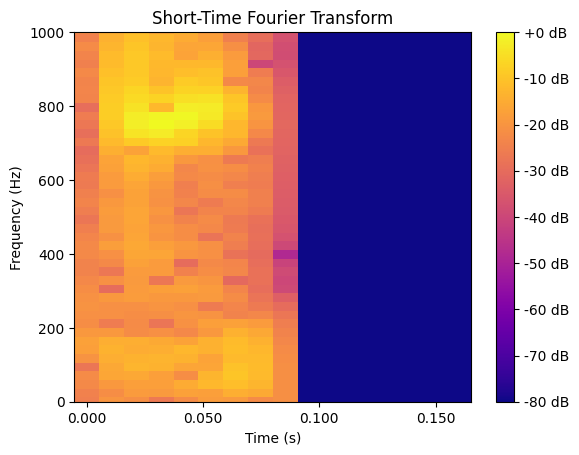 Short-Time Fourier Transform
1000
800
600
400
200
0
Frequency (Hz)
0.000
0.050
0.100
0.150
Time (s)
+0 dB
-10 dB
-20 dB
-30 dB
-40 dB
-50 dB
-60 dB
-70 dB
-80 dB